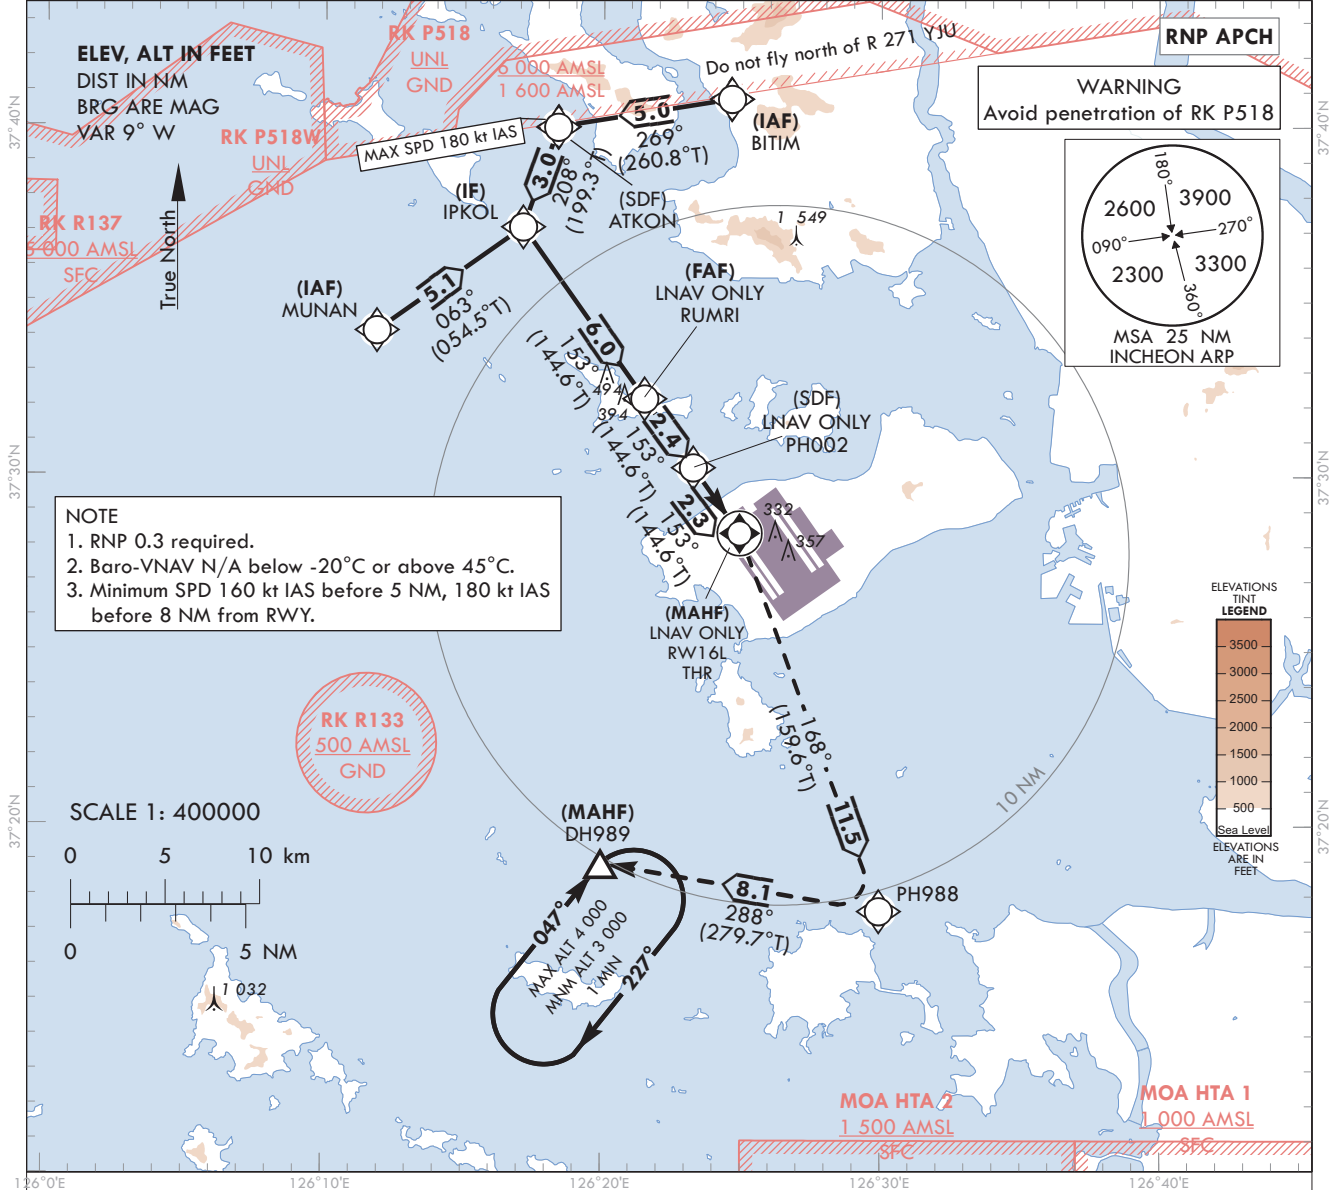 ELEV, ALT IN FEET
DIST IN NM
BRG ARE MAG
VAR 9° W
True North
RK P518
UNL
GND
6 000 AMSL
1 600 AMSL
Do not fly north of R 271 YJU
RNP APCH
WARNING
Avoid penetration of RK P518
RK P518W
UNL
GND
RK R137
5 000 AMSL
SFC
MAX SPD 180 kt IAS
5.0
269°
(260.8°T)
(IAF)
BITIM
3.0
208°
(199.3°T)
(SDF)
ATKON
(IF)
IPKOL
(IAF)
MUNAN
5.1
063°
(054.5°T)
1 549
180°
2600
3900
090°
270°
2300
3300
360°
MSA 25 NM
INCHEON ARP
(FAF)
LNAV ONLY
RUMRI
6.0
153°
(144.6°T)
494
394
(SDF)
LNAV ONLY
PH002
2.4
153°
(144.6°T)
2.3
153°
(144.6°T)
332
357
NOTE
1. RNP 0.3 required.
2. Baro-VNAV N/A below -20°C or above 45°C.
3. Minimum SPD 160 kt IAS before 5 NM, 180 kt IAS
before 8 NM from RWY.
(MAHF)
LNAV ONLY
RW16L
THR
RK R133
500 AMSL
GND
168°
(159.6°T)
11.5
10 NM
ELEVATIONS
TINT
LEGEND
3500
3000
2500
2000
1500
1000
500
Sea Level
ELEVATIONS
ARE IN
FEET
SCALE 1: 400000
0 5 10 km
0 5 NM
(MAHF)
DH989
8.1
288°
(279.7°T)
PH988
047°
MAX ALT 4 000
MNM ALT 3 000
1 MIN
227°
1 032
MOA HTA 2
1 500 AMSL
SFC
MOA HTA 1
1 000 AMSL
SFC
37°40'N
37°40'N
37°30'N
37°30'N
37°20'N
37°20'N
126°0'E
126°10'E
126°20'E
126°30'E
126°40'E